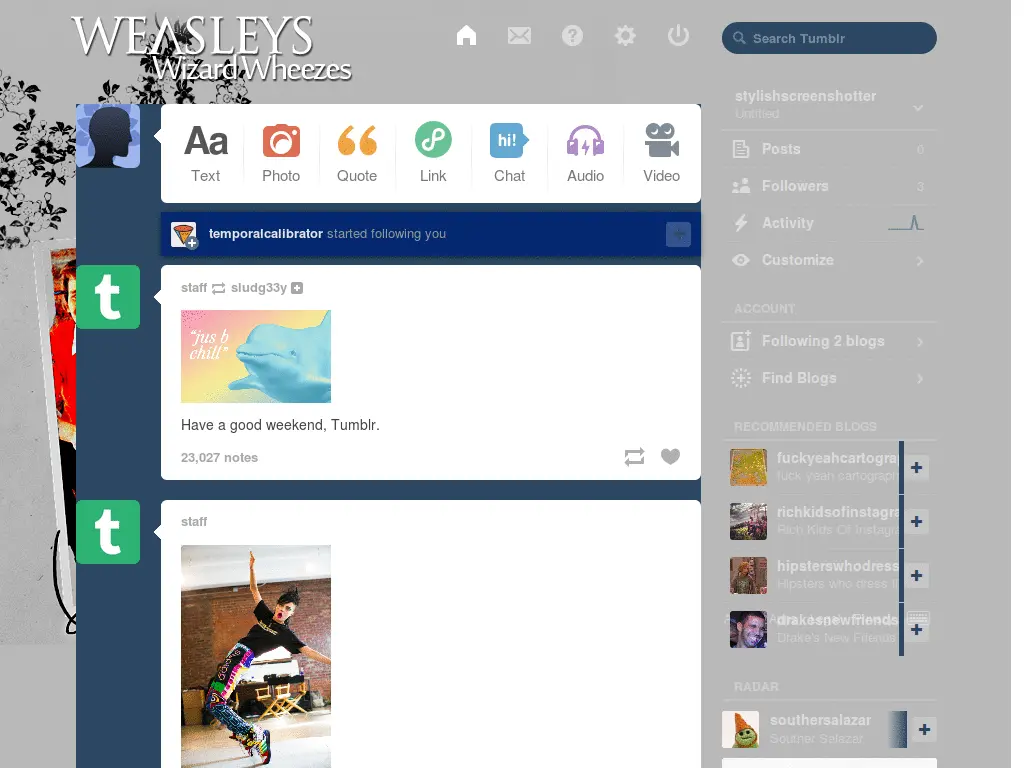 WEASLEYS
Wizard Wheezes
Search Tumblr
stylishscreenshotter
Untitled
Aa
hi!
Text
Photo
Quote
Link
Chat
Audio
Video
Posts 6
Followers 3
Activity
Customize
temporalcalibrator started following you
ACCOUNT
Following 2 blogs
Find Blogs
staff sludg33y
"jus b
chill"
Have a good weekend, Tumblr.
23,027 notes
RECOMMENDED BLOGS
fuckyeahcartogra
fuck yeah cartograph
richkidsofinstagra
Rich Kids Of Instagra
hipsterswhodress
Hipsters who dress l
drakesnewfriends
Drake's New Friends
t
staff
t
RADAR
southersalazar
Souther Salazar